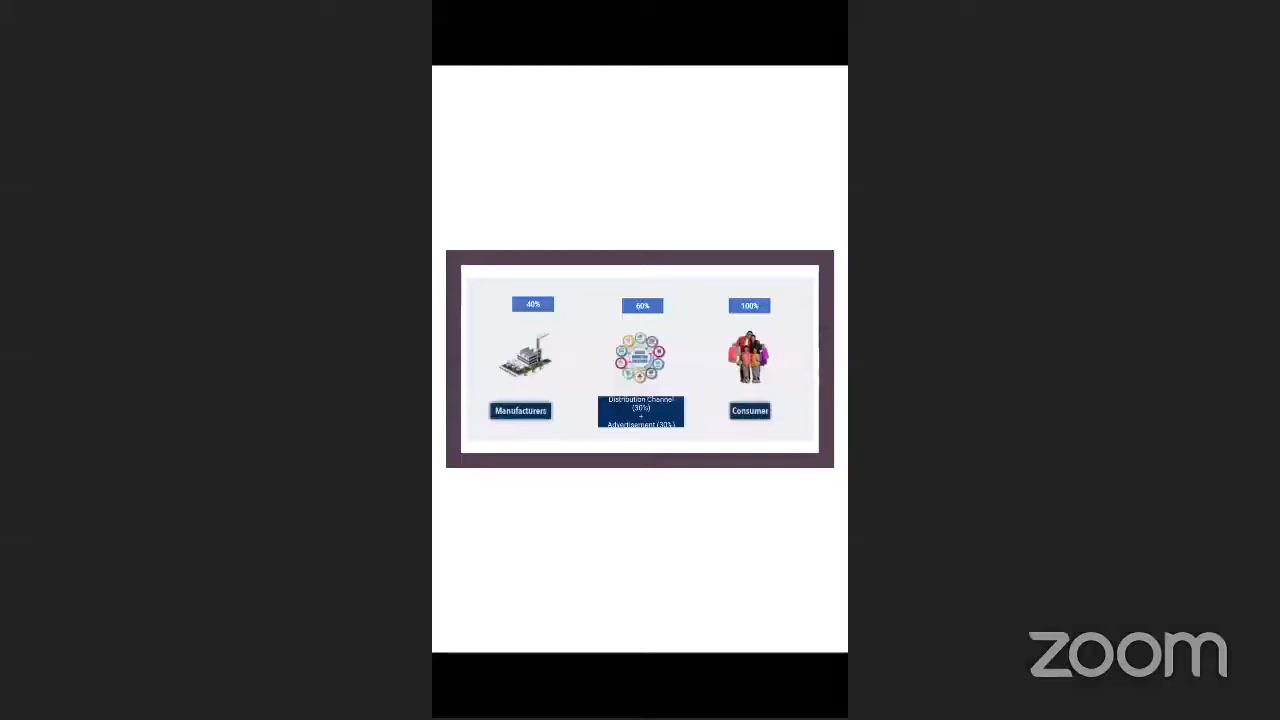 40%
60%
100%
Manufacturers
Distribution Channel
(30%)
+
Advertisement (30%)
Consumer
zoom